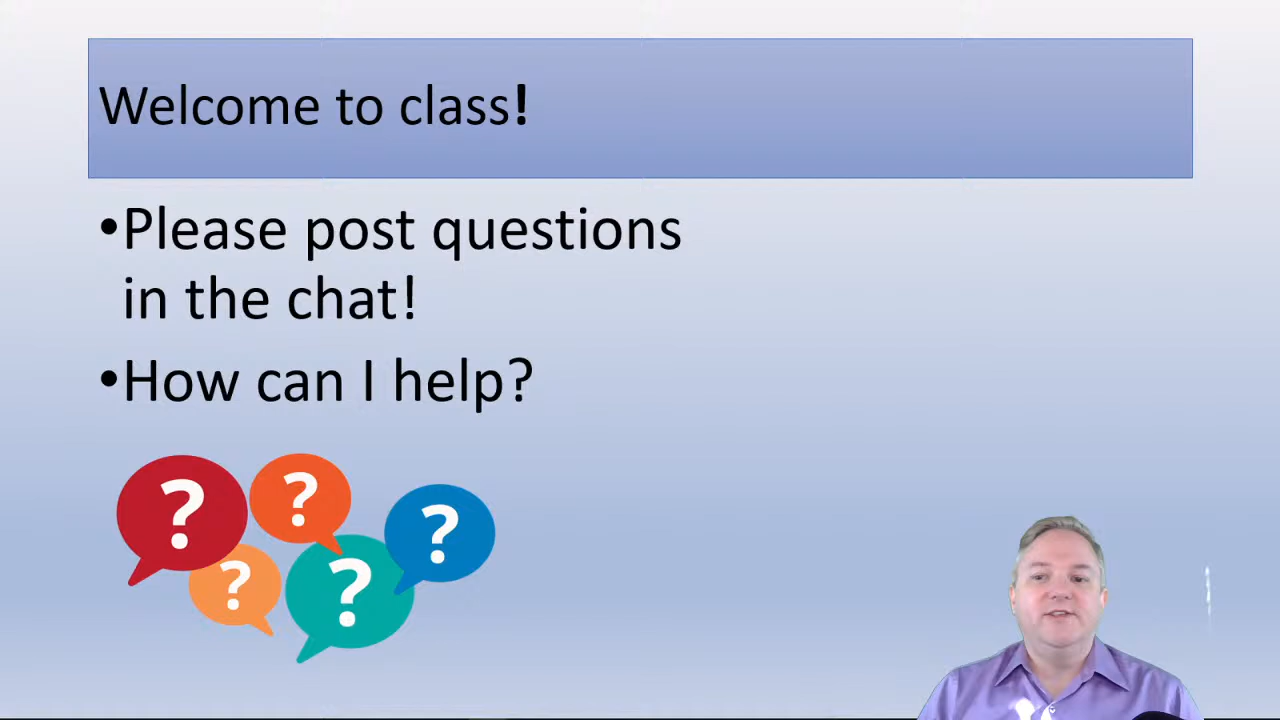 Welcome to class!
•Please post questions
in the chat!
•How can I help?
?
?
?
?
?